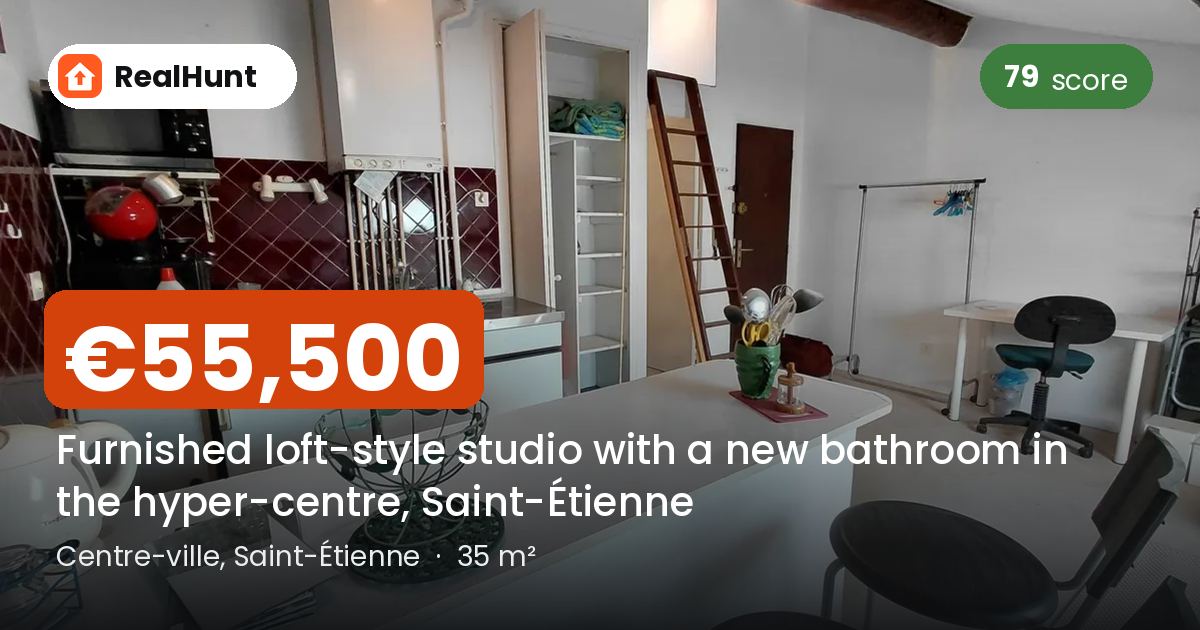 RealHunt
79 score
€55,500
Furnished loft-style studio with a new bathroom in
the hyper-centre, Saint-Étienne
Centre-ville, Saint-Étienne · 35 m²